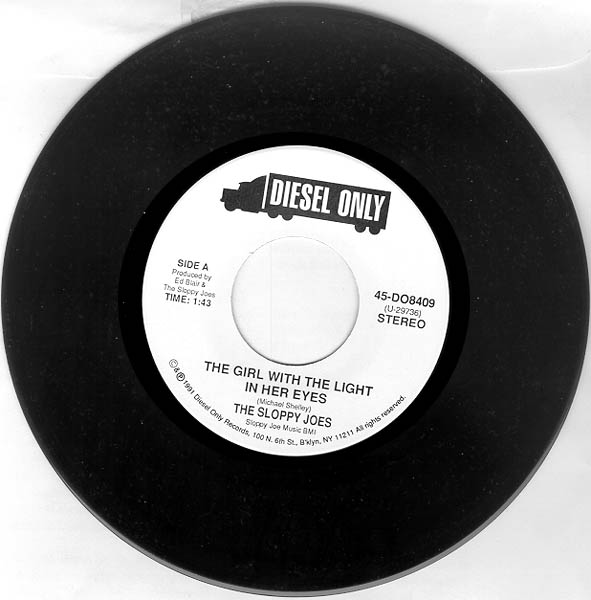 DIESEL ONLY
SIDE A
Produced by
Ed Blair &
The Sloppy Joes
TIME: 1:43
45-DO8409
(U-29736)
STEREO
THE GIRL WITH THE LIGHT
IN HER EYES
(Michael Shelley)
THE SLOPPY JOES
Sloppy Joe Music BMI
©&℗1991 Diesel Only Records, 100 N. 6th St., B'klyn, NY 11211 All rights reserved.